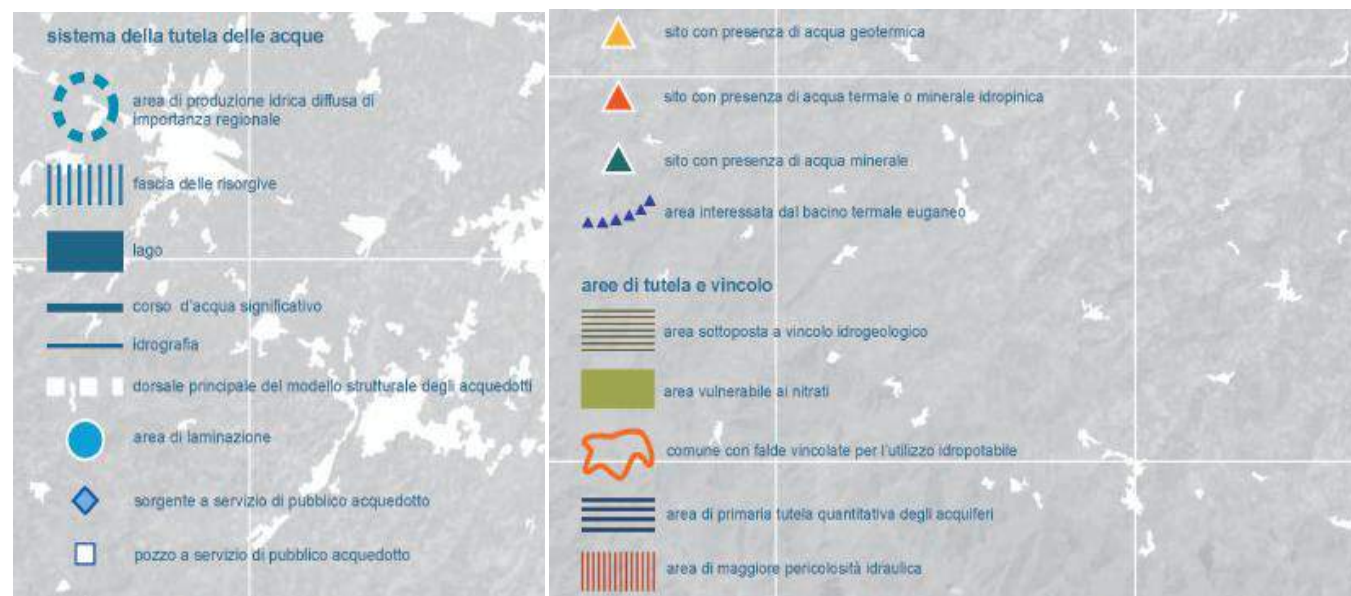 sistema della tutela delle acque
area di produzione idrica diffusa di
importanza regionale
fascia delle risorgive
lago
corso d'acqua significativo
idrografia
dorsale principale del modello strutturale degli acquedotti
area di laminazione
sorgente a servizio di pubblico acquedotto
pozzo a servizio di pubblico acquedotto
sito con presenza di acqua geotermica
sito con presenza di acqua termale o minerale idropinica
sito con presenza di acqua minerale
area interessata dal bacino termale euganeo
aree di tutela e vincolo
area sottoposta a vincolo idrogeologico
area vulnerabile ai nitrati
comune con falde vincolate per l'utilizzo idropotabile
area di primaria tutela quantitativa degli acquiferi
area di maggiore pericolosità idraulica